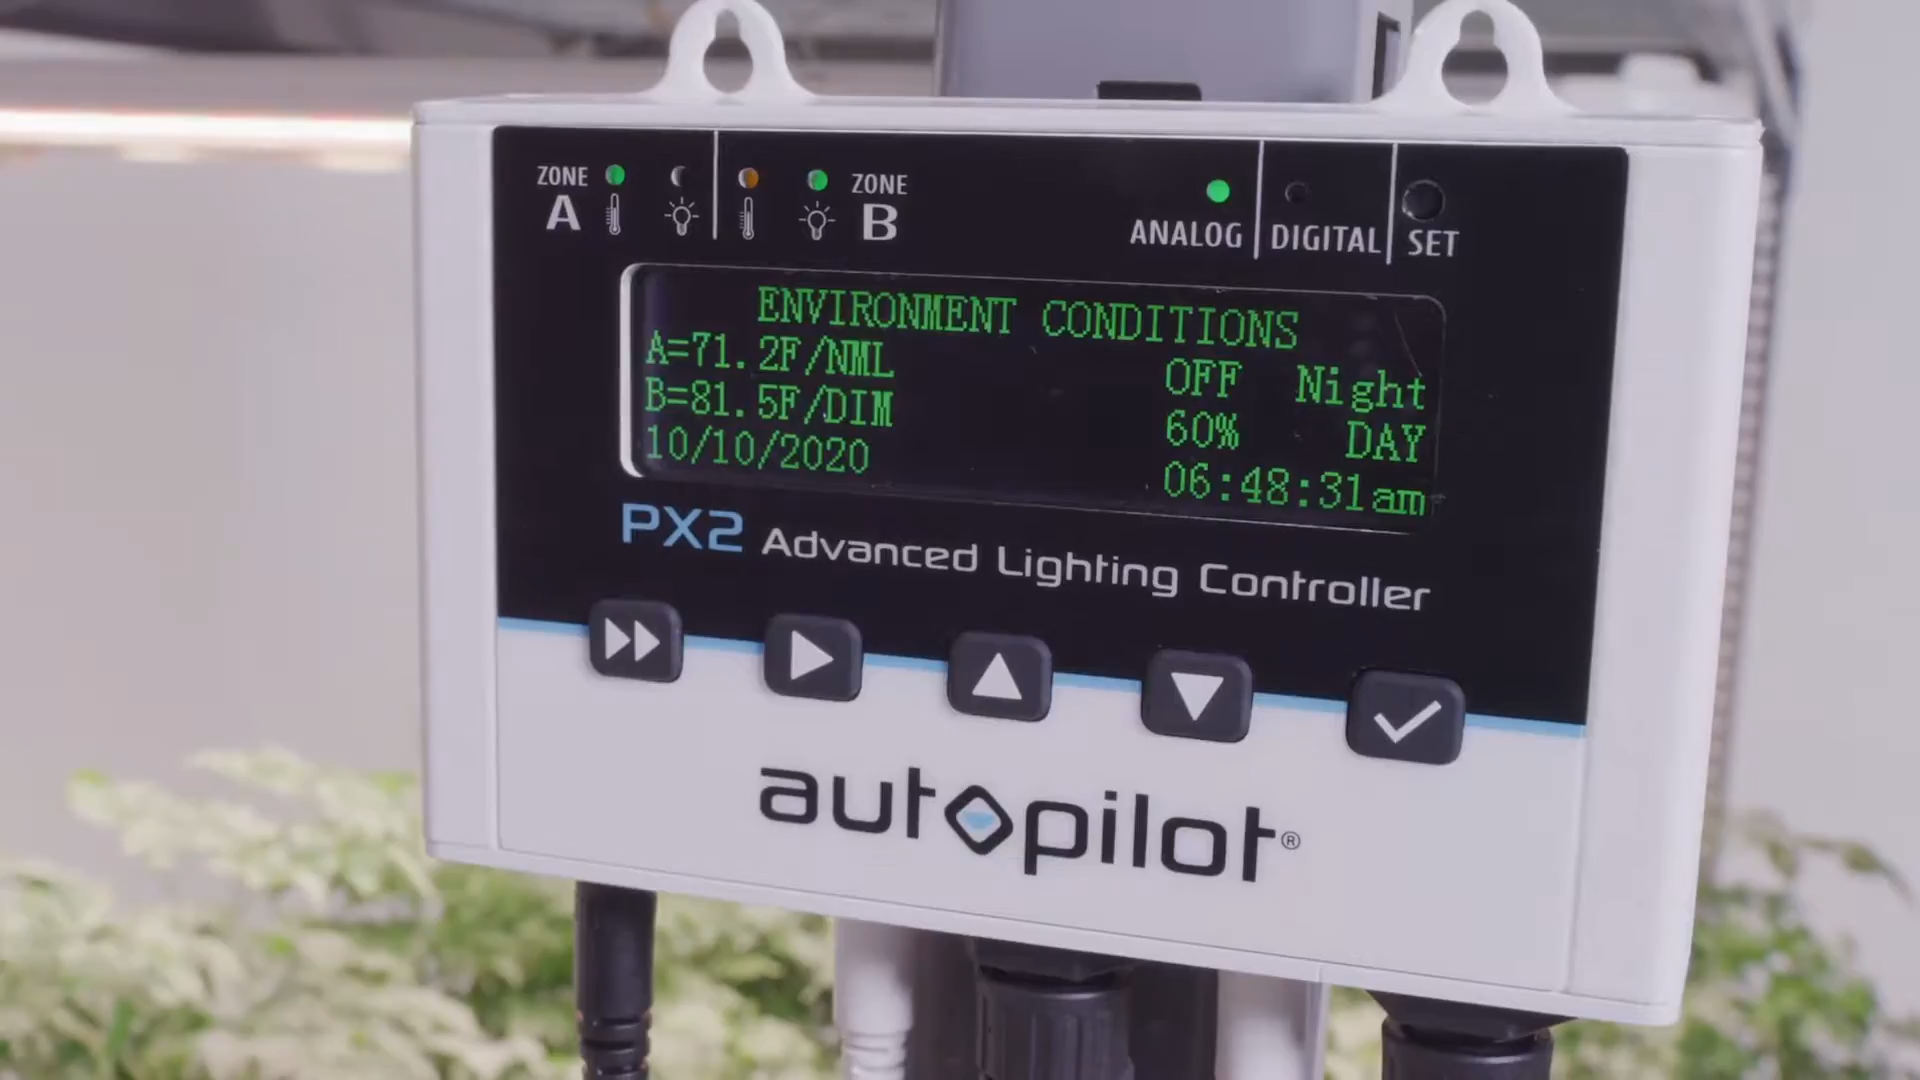 ZONE A
ZONE B
ANALOG
DIGITAL
SET
ENVIRONMENT CONDITIONS
A=71.2F/NML OFF Night
B=81.5F/DIM 60% DAY
10/10/2020 06:48:31am
PX2 Advanced Lighting Controller
autopilot®